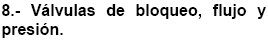 8.- Válvulas de bloqueo, flujo y
presión.